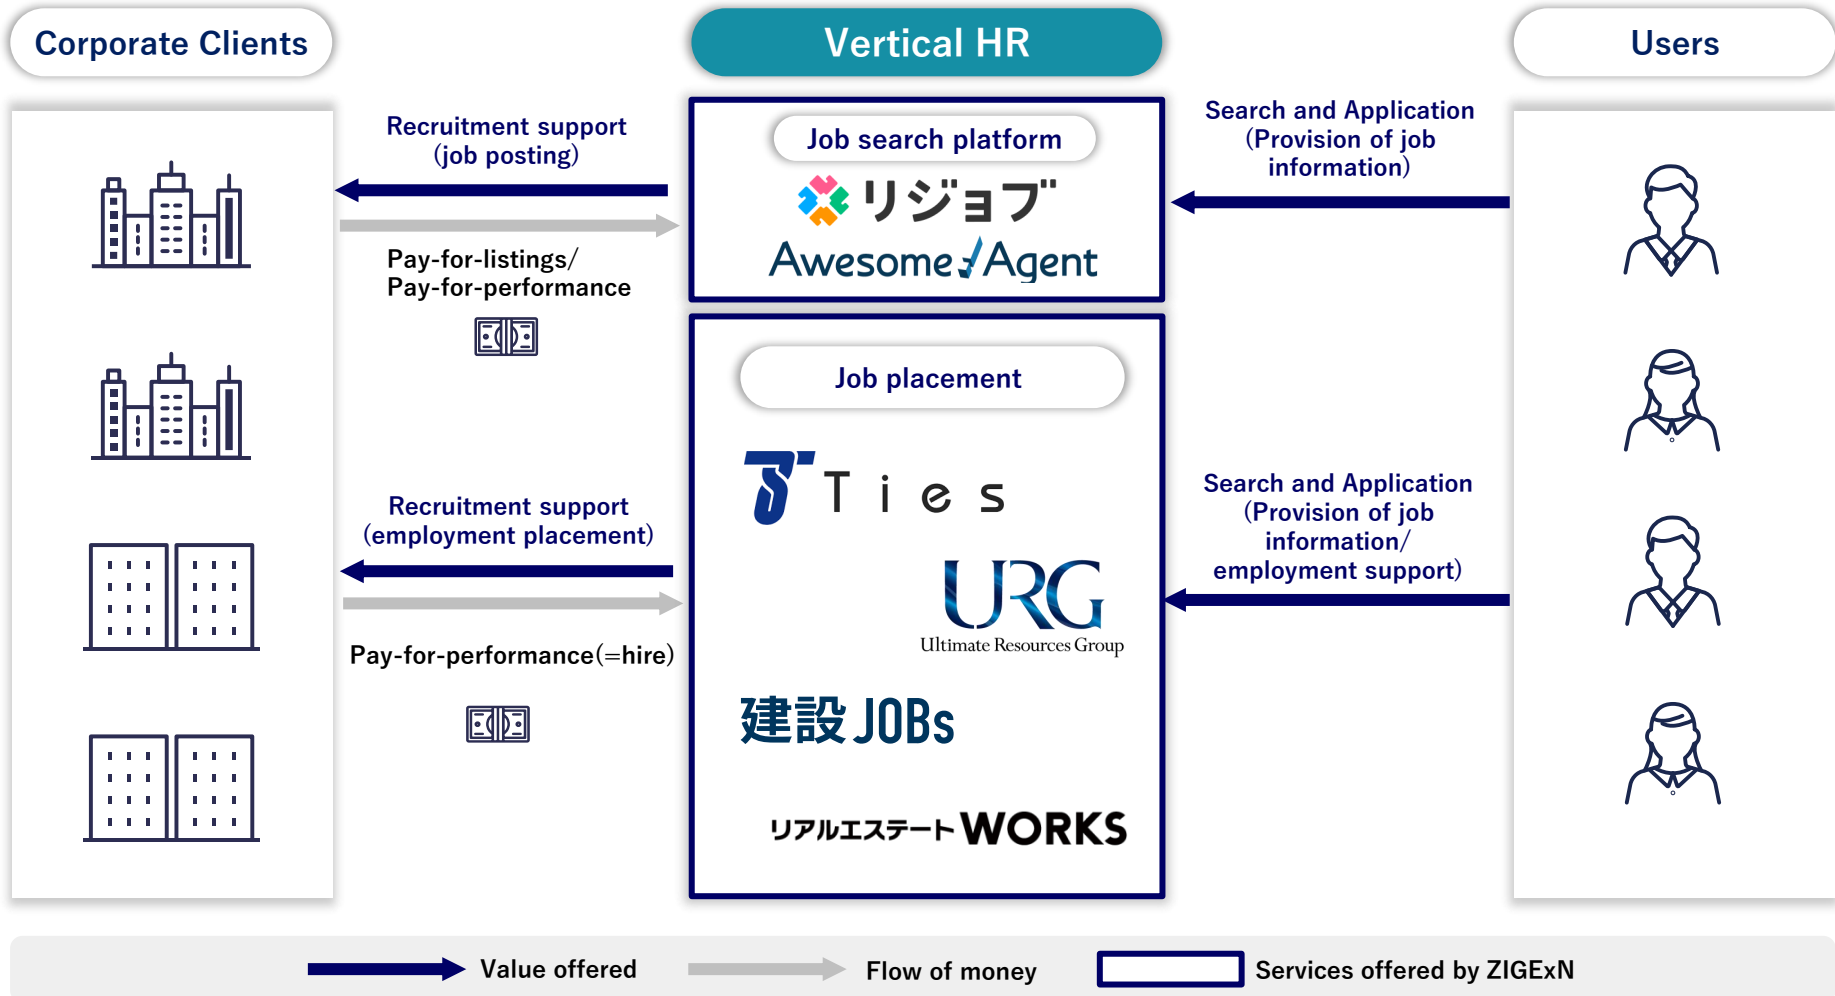 Corporate Clients
Vertical HR
Users
Recruitment support
(job posting)
Pay-for-listings/
Pay-for-performance
Job search platform
リジョブ
Awesome Agent
Search and Application
(Provision of job
information)
Job placement
Ties
URG
Ultimate Resources Group
建設JOBs
リアルエステートWORKS
Recruitment support
(employment placement)
Pay-for-performance(=hire)
Search and Application
(Provision of job
information/
employment support)
Value offered
Flow of money
Services offered by ZIGExN